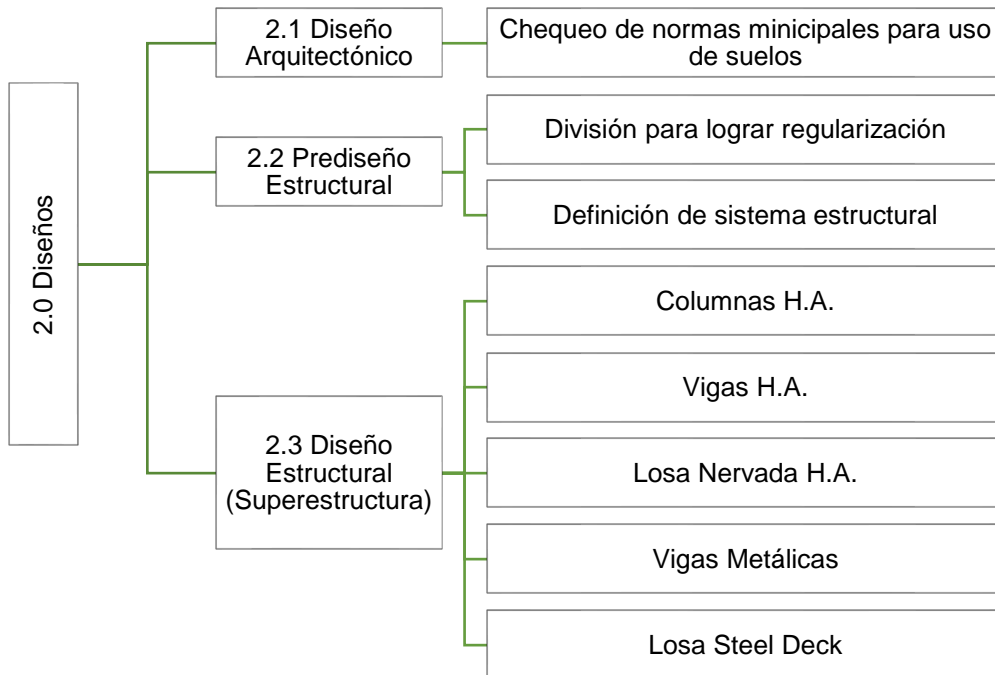 2.0 Diseños
2.1 Diseño
Arquitectónico
Chequeo de normas minicipales para uso
de suelos
2.2 Prediseño
Estructural
División para lograr regularización
Definición de sistema estructural
2.3 Diseño
Estructural
(Superestructura)
Columnas H.A.
Vigas H.A.
Losa Nervada H.A.
Vigas Metálicas
Losa Steel Deck